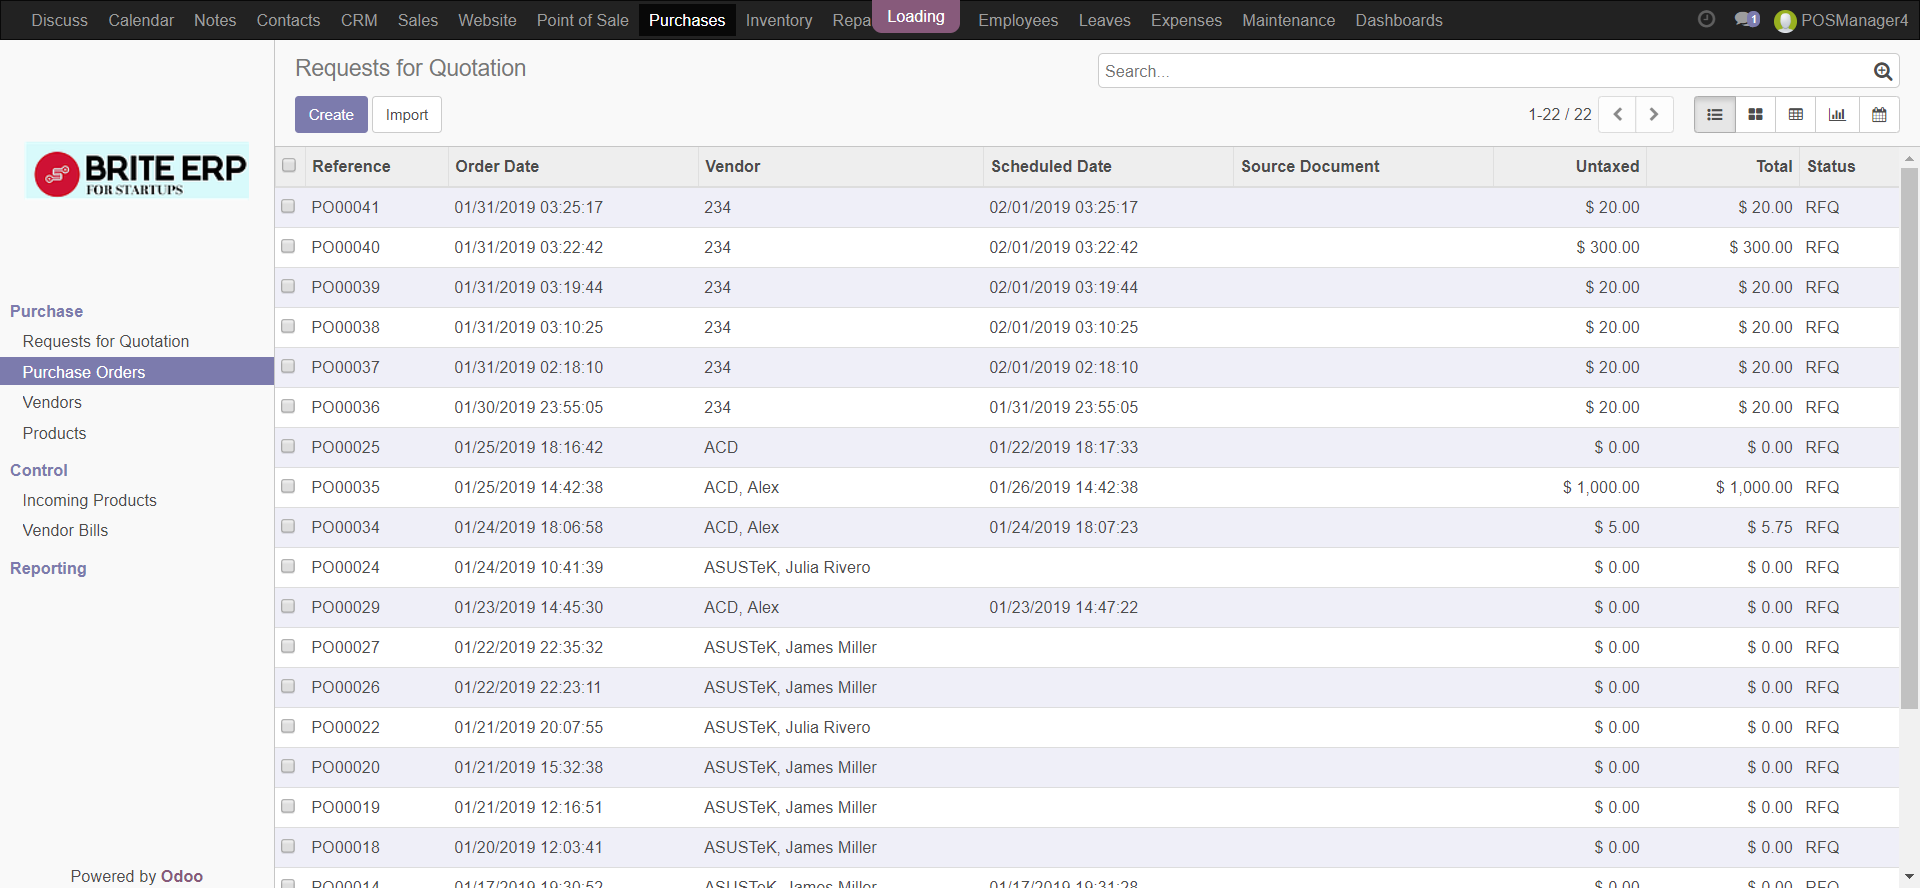 Discuss Calendar Notes Contacts CRM Sales Website Point of Sale Purchases Inventory Repa Loading Employees Leaves Expenses Maintenance Dashboards 1 POSManager4
Requests for Quotation
Search...
Create Import
1-22 / 22
BRITE ERP
FOR STARTUPS
Purchase
Requests for Quotation
Purchase Orders
Vendors
Products
Control
Incoming Products
Vendor Bills
Reporting
Powered by Odoo
Reference Order Date Vendor Scheduled Date Source Document Untaxed Total Status
PO00041 01/31/2019 03:25:17 234 02/01/2019 03:25:17 $ 20.00 $ 20.00 RFQ
PO00040 01/31/2019 03:22:42 234 02/01/2019 03:22:42 $ 300.00 $ 300.00 RFQ
PO00039 01/31/2019 03:19:44 234 02/01/2019 03:19:44 $ 20.00 $ 20.00 RFQ
PO00038 01/31/2019 03:10:25 234 02/01/2019 03:10:25 $ 20.00 $ 20.00 RFQ
PO00037 01/31/2019 02:18:10 234 02/01/2019 02:18:10 $ 20.00 $ 20.00 RFQ
PO00036 01/30/2019 23:55:05 234 01/31/2019 23:55:05 $ 20.00 $ 20.00 RFQ
PO00025 01/25/2019 18:16:42 ACD 01/22/2019 18:17:33 $ 0.00 $ 0.00 RFQ
PO00035 01/25/2019 14:42:38 ACD, Alex 01/26/2019 14:42:38 $ 1,000.00 $ 1,000.00 RFQ
PO00034 01/24/2019 18:06:58 ACD, Alex 01/24/2019 18:07:23 $ 5.00 $ 5.75 RFQ
PO00024 01/24/2019 10:41:39 ASUSTeK, Julia Rivero $ 0.00 $ 0.00 RFQ
PO00029 01/23/2019 14:45:30 ACD, Alex 01/23/2019 14:47:22 $ 0.00 $ 0.00 RFQ
PO00027 01/22/2019 22:35:32 ASUSTeK, James Miller $ 0.00 $ 0.00 RFQ
PO00026 01/22/2019 22:23:11 ASUSTeK, James Miller $ 0.00 $ 0.00 RFQ
PO00022 01/21/2019 20:07:55 ASUSTeK, Julia Rivero $ 0.00 $ 0.00 RFQ
PO00020 01/21/2019 15:32:38 ASUSTeK, James Miller $ 0.00 $ 0.00 RFQ
PO00019 01/21/2019 12:16:51 ASUSTeK, James Miller $ 0.00 $ 0.00 RFQ
PO00018 01/20/2019 12:03:41 ASUSTeK, James Miller $ 0.00 $ 0.00 RFQ
PO00014 01/17/2019 19:30:52 ASUSTeK, James Miller 01/17/2019 19:31:28 $ 0.00 $ 0.00 RFQ